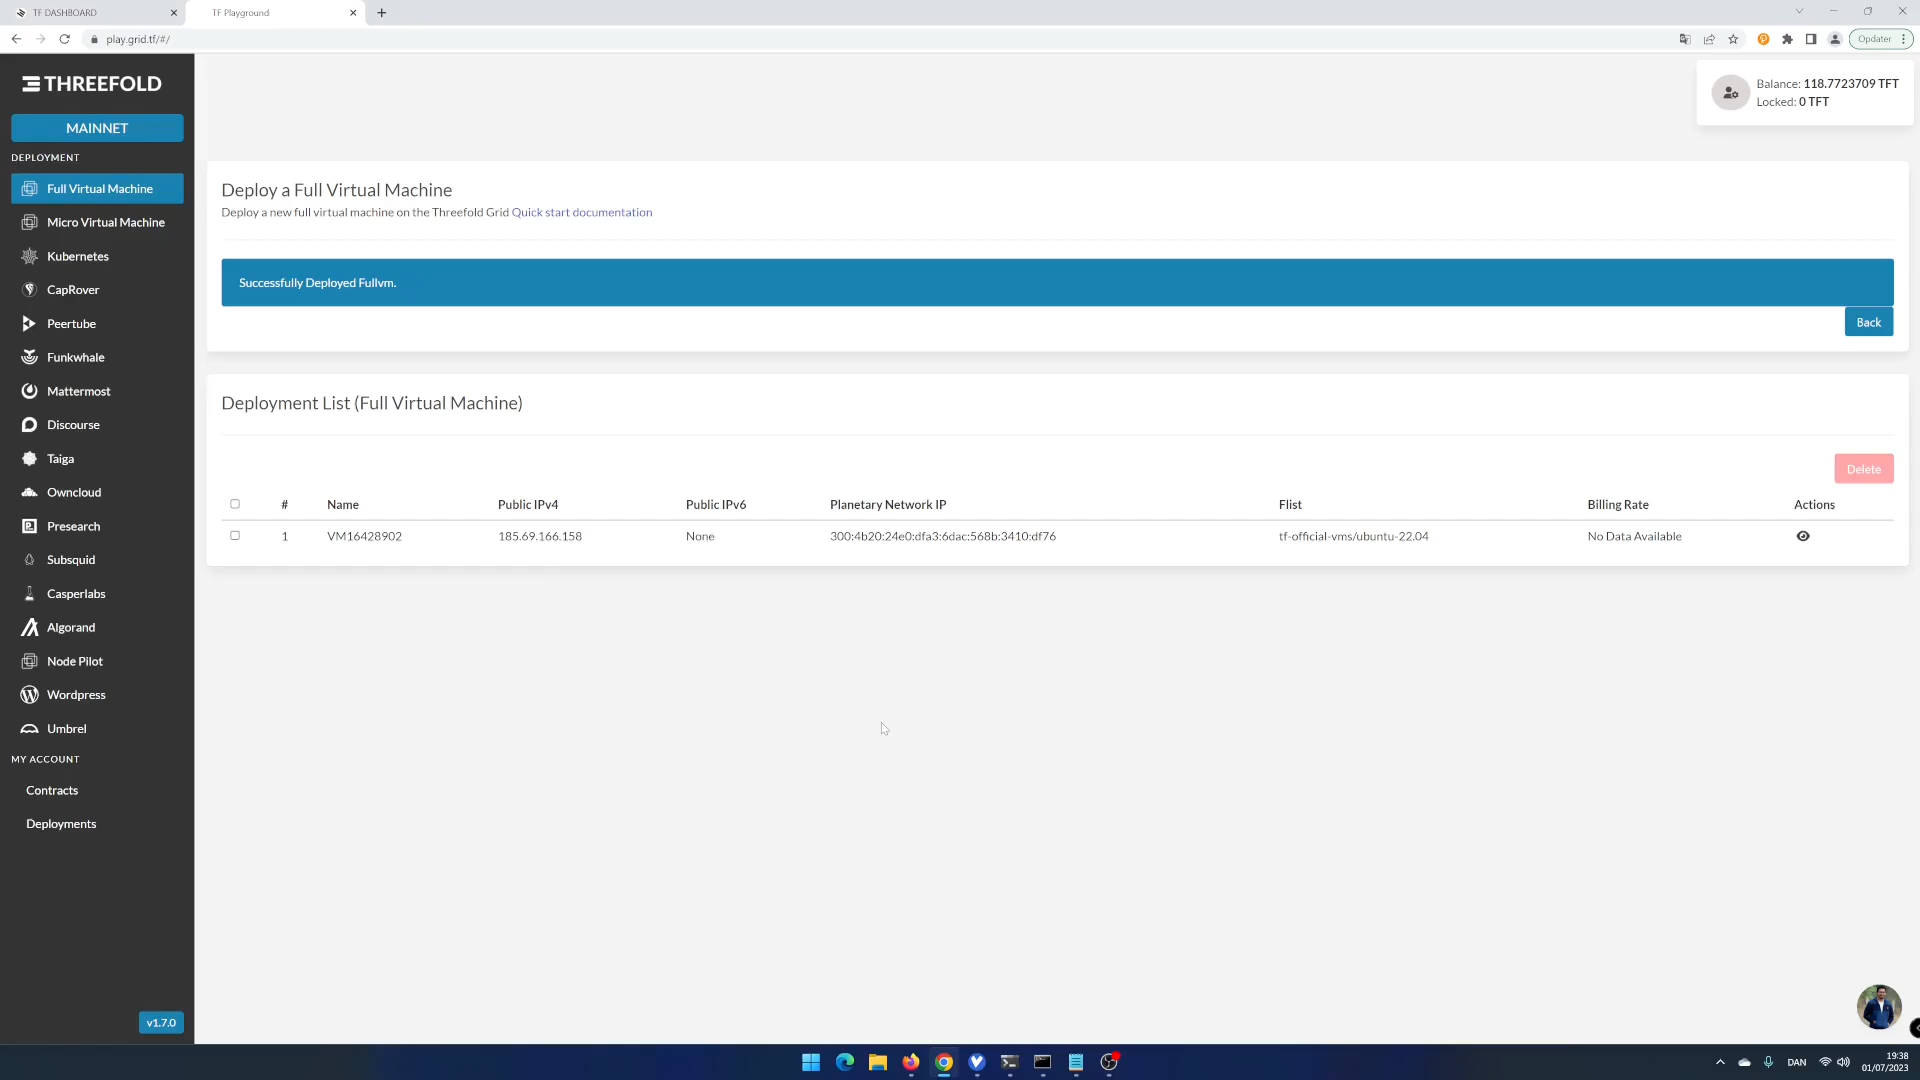 TF DASHBOARD
TF Playground
play.grid.tf/#/
Opdater
THREEFOLD
MAINNET
DEPLOYMENT
Full Virtual Machine
Micro Virtual Machine
Kubernetes
CapRover
Peertube
Funkwhale
Mattermost
Discourse
Taiga
Owncloud
Presearch
Subsquid
Casperlabs
Algorand
Node Pilot
Wordpress
Umbrel
MY ACCOUNT
Contracts
Deployments
v1.7.0
Balance: 118.7723709 TFT
Locked: 0 TFT
Deploy a Full Virtual Machine
Deploy a new full virtual machine on the Threefold Grid Quick start documentation
Successfully Deployed Fullvm.
Back
Deployment List (Full Virtual Machine)
Delete
# Name Public IPv4 Public IPv6 Planetary Network IP Flist Billing Rate Actions
1 VM16428902 185.69.166.158 None 300:4b20:24e0:dfa3:6dac:568b:3410:df76 tf-official-vms/ubuntu-22.04 No Data Available
DAN
19:38
01/07/2023